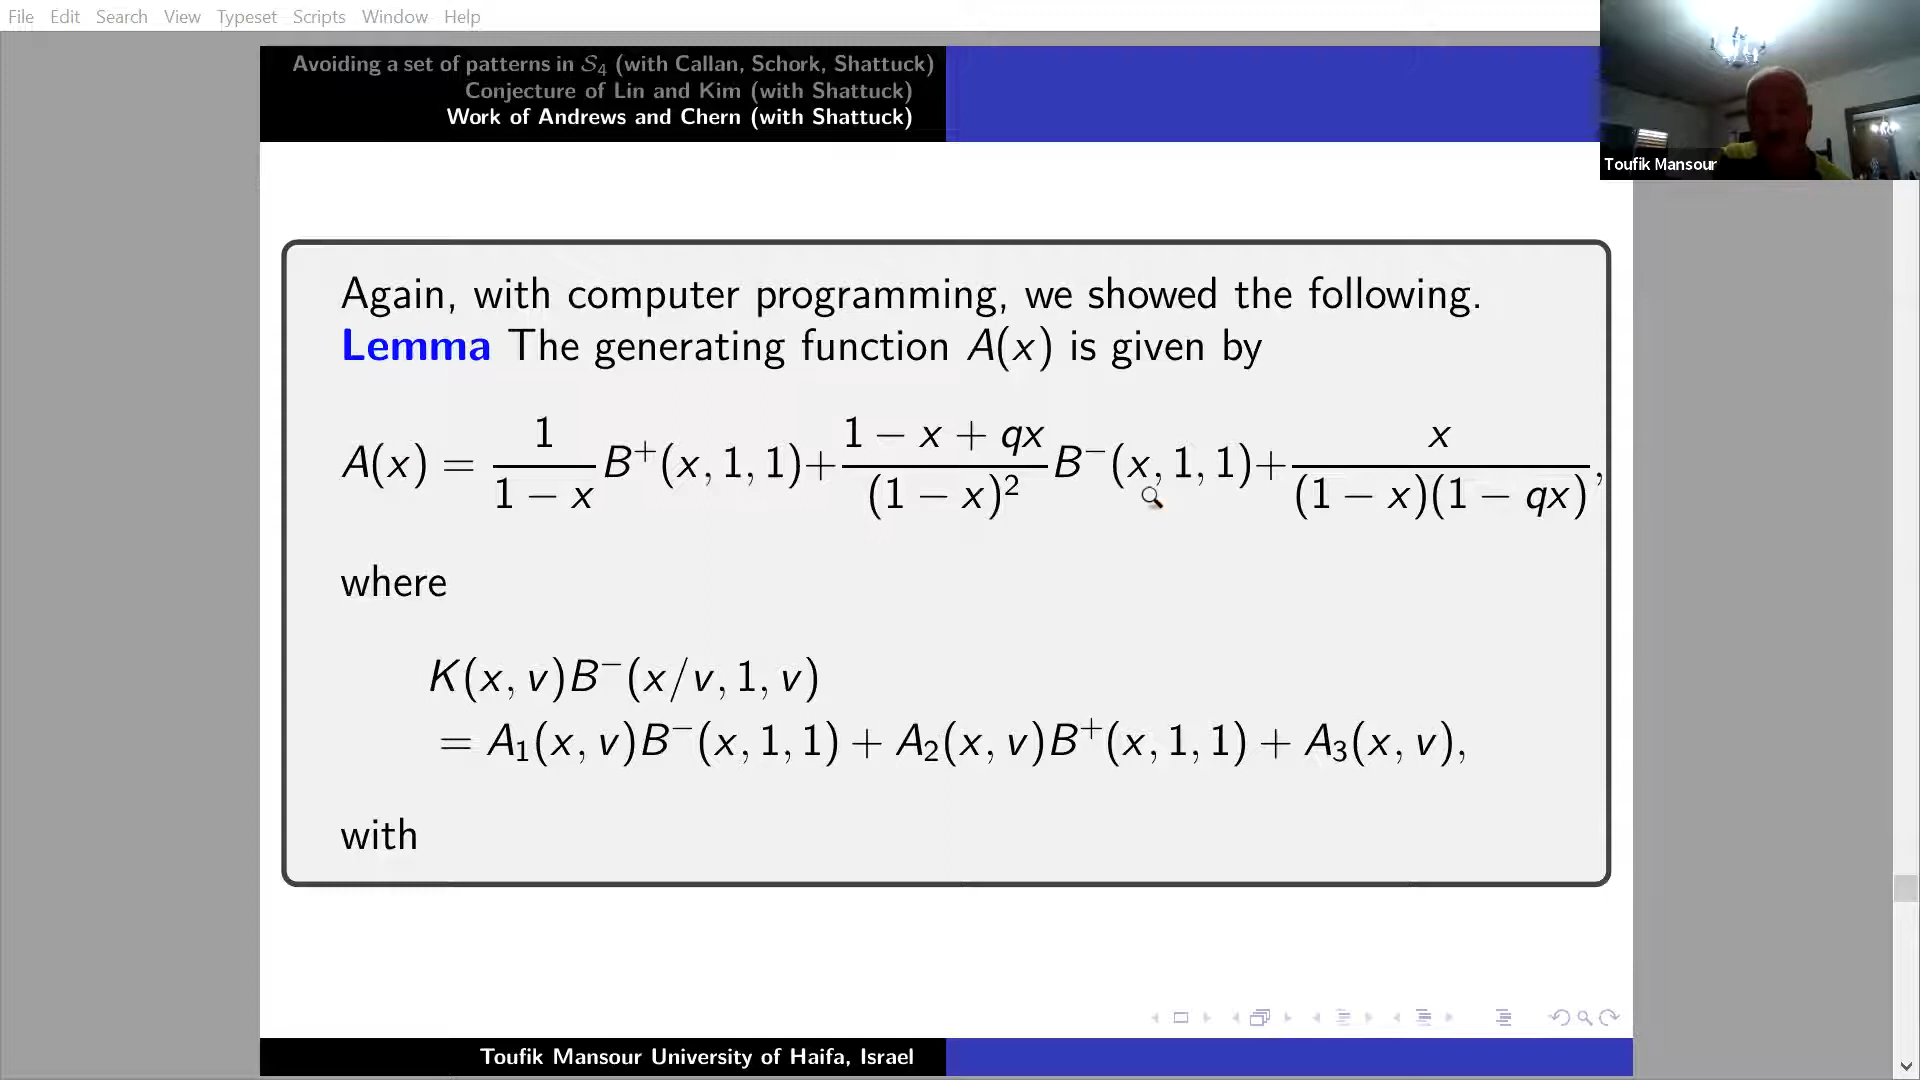 File Edit Search View Typeset Scripts Window Help
Avoiding a set of patterns in S₄ (with Callan, Schork, Shattuck)
Conjecture of Lin and Kim (with Shattuck)
Work of Andrews and Chern (with Shattuck)
Toufik Mansour
Again, with computer programming, we showed the following.
Lemma The generating function A(x) is given by
A(x) = \frac{1}{1 − x} B⁺(x, 1, 1) + \frac{1 − x + qx}{(1 − x)²} B⁻(x, 1, 1) + \frac{x}{(1 − x)(1 − qx)},
where
K(x, v)B⁻(x/v, 1, v)
= A₁(x, v)B⁻(x, 1, 1) + A₂(x, v)B⁺(x, 1, 1) + A₃(x, v),
with
Toufik Mansour University of Haifa, Israel